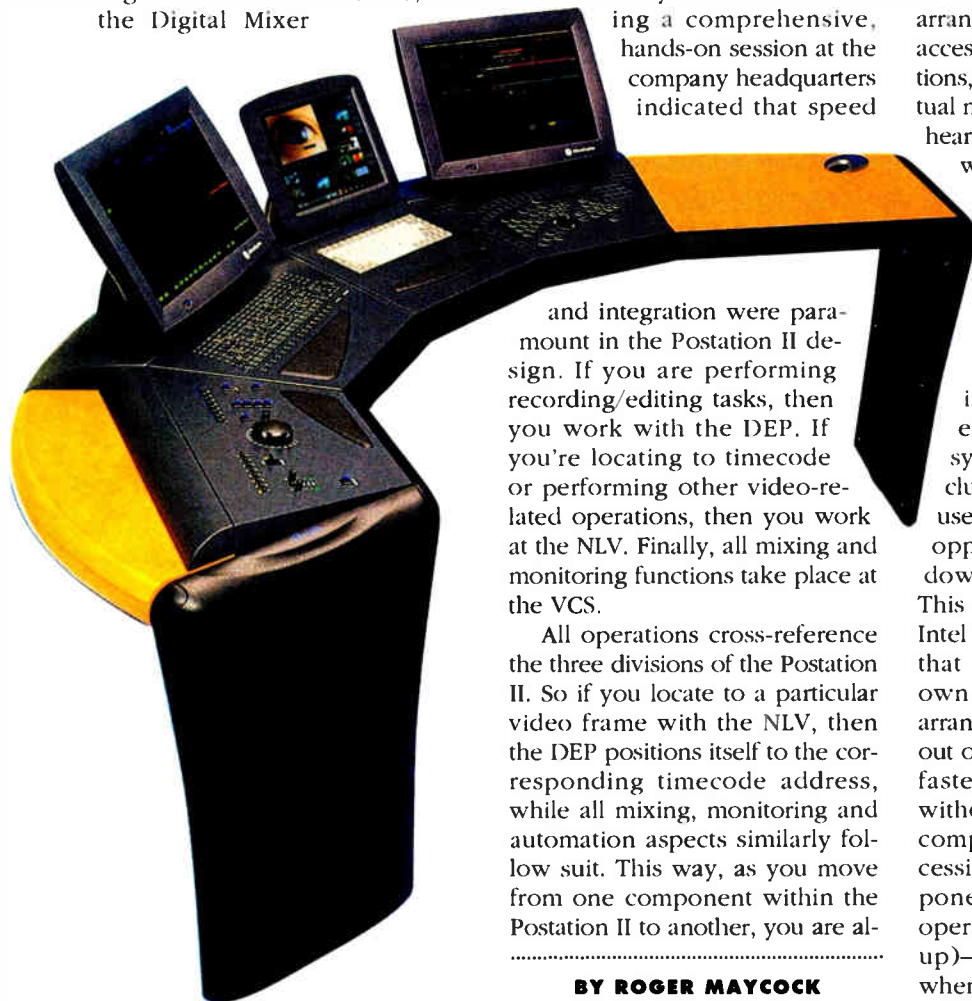 the Digital Mixer
ing a comprehensive,
hands-on session at the
company headquarters
indicated that speed
and integration were para-
mount in the Postation II de-
sign. If you are performing
recording/editing tasks, then
you work with the DEP. If
you're locating to timecode
or performing other video-re-
lated operations, then you work
at the NLV. Finally, all mixing and
monitoring functions take place at
the VCS.
All operations cross-reference
the three divisions of the Postation
II. So if you locate to a particular
video frame with the NLV, then
the DEP positions itself to the cor-
responding timecode address,
while all mixing, monitoring and
automation aspects similarly fol-
low suit. This way, as you move
from one component within the
Postation II to another, you are al-
BY ROGER MAYCOCK
arran
acces
tions,
tual n
hear
w
i
e
sy
clu
use
opp
dow
This
Intel
that
own
arran
out o
faste
witho
comp
cessi
pone
oper
up)–
when